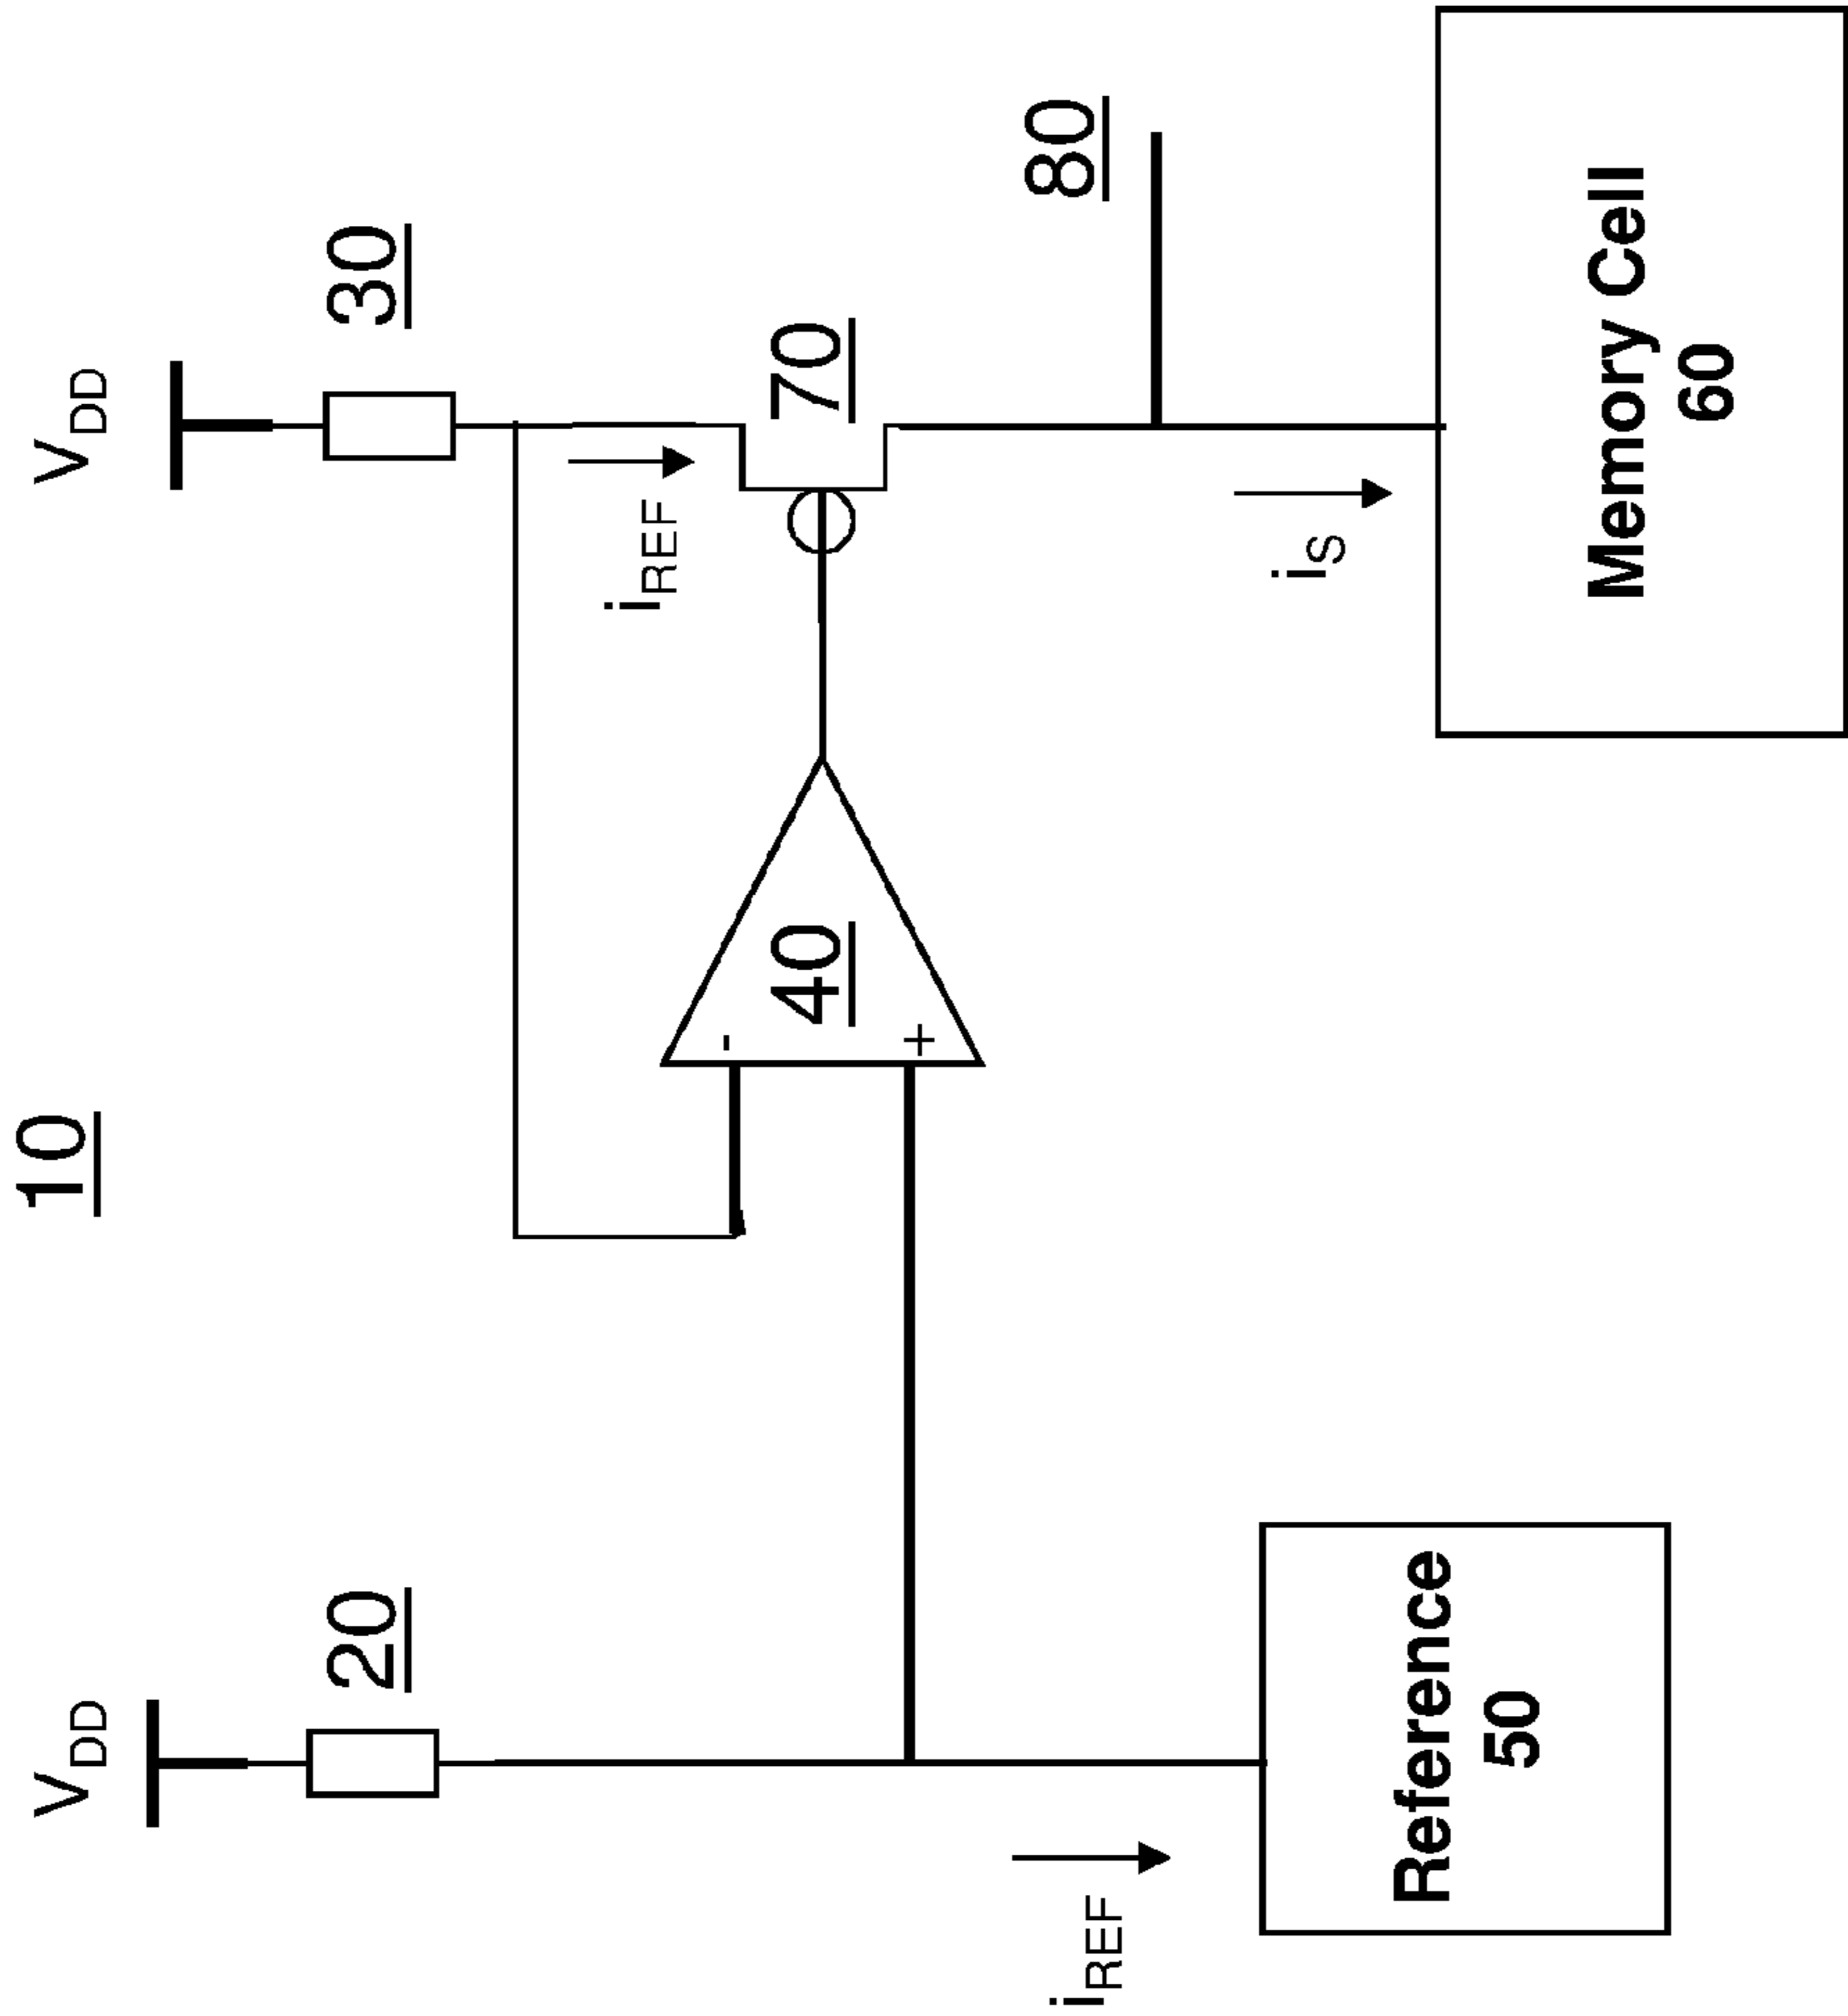 10
V_DD
V_DD
20
30
i_REF
-
40
+
70
80
i_REF
i_S
Reference
50
Memory Cell
60